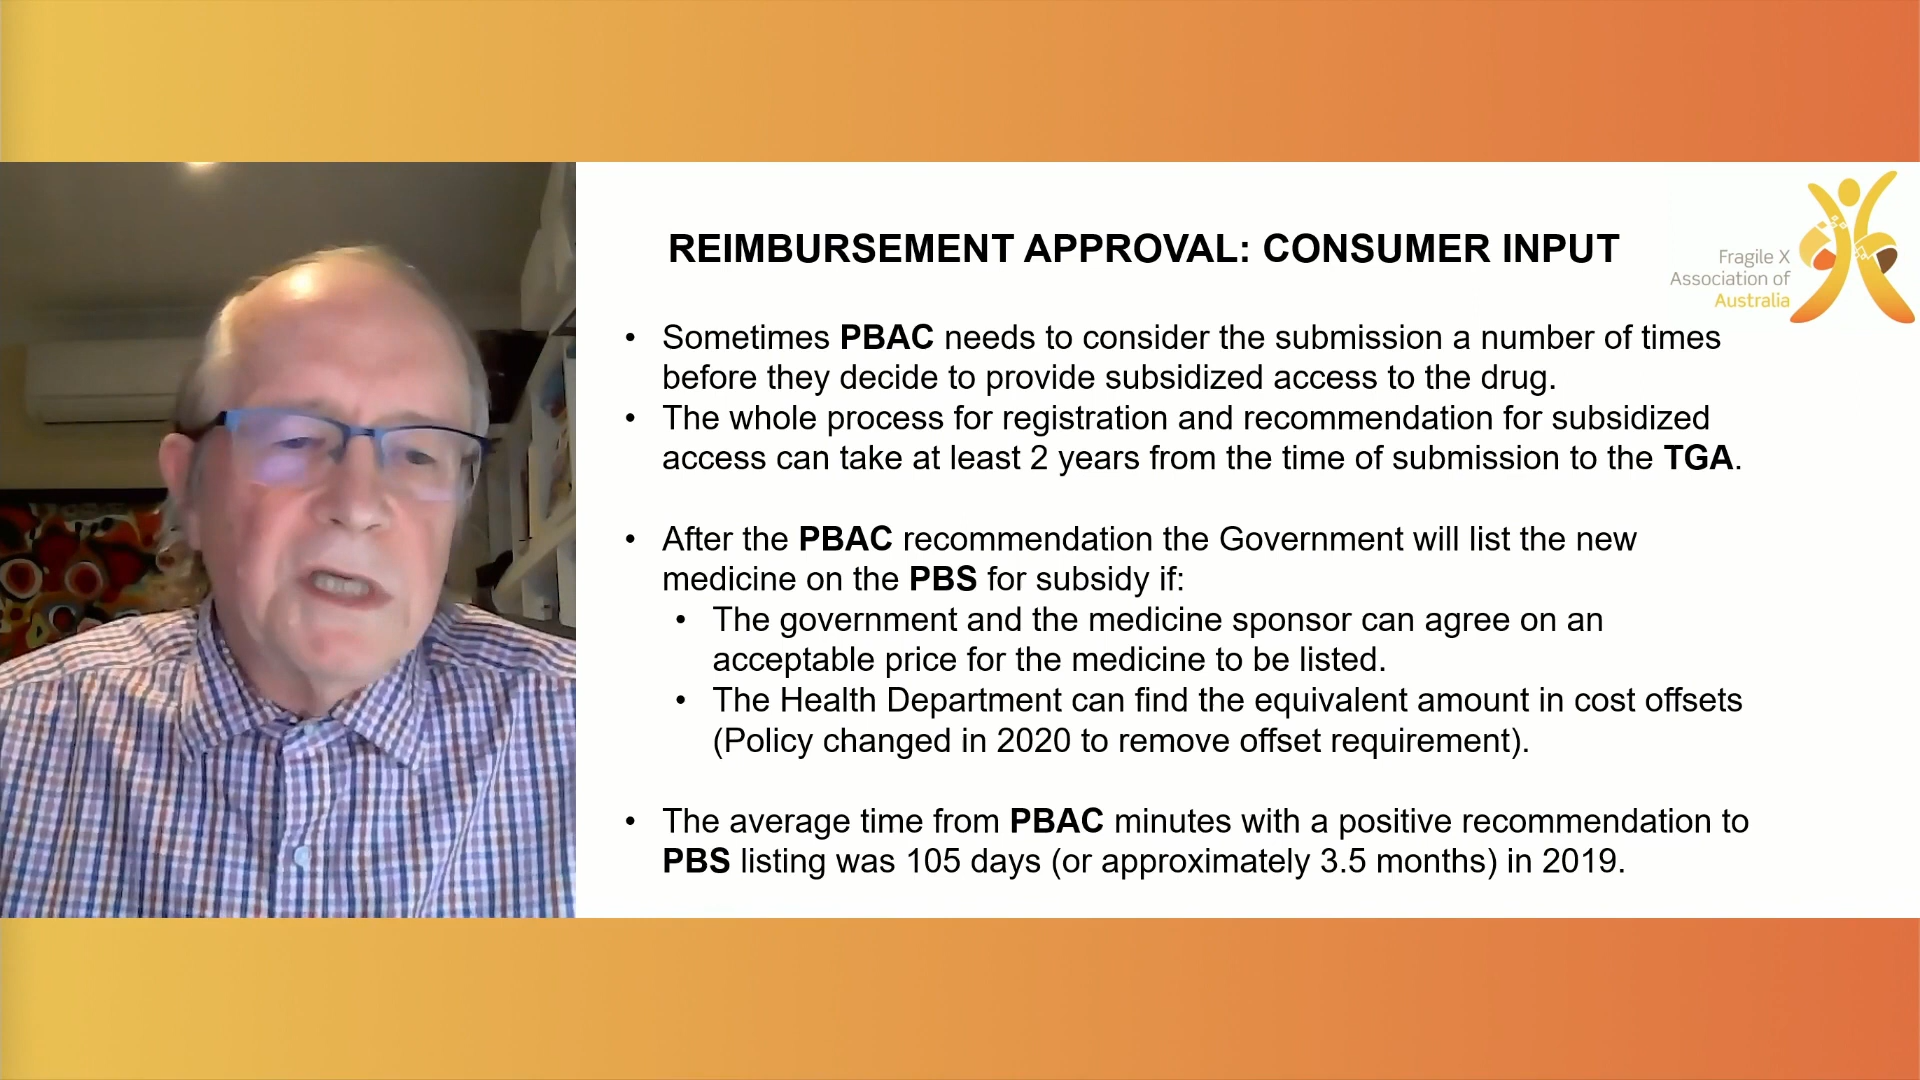 REIMBURSEMENT APPROVAL: CONSUMER INPUT
Fragile X
Association of
Australia
• Sometimes PBAC needs to consider the submission a number of times
before they decide to provide subsidized access to the drug.
• The whole process for registration and recommendation for subsidized
access can take at least 2 years from the time of submission to the TGA.
• After the PBAC recommendation the Government will list the new
medicine on the PBS for subsidy if:
• The government and the medicine sponsor can agree on an
acceptable price for the medicine to be listed.
• The Health Department can find the equivalent amount in cost offsets
(Policy changed in 2020 to remove offset requirement).
• The average time from PBAC minutes with a positive recommendation to
PBS listing was 105 days (or approximately 3.5 months) in 2019.